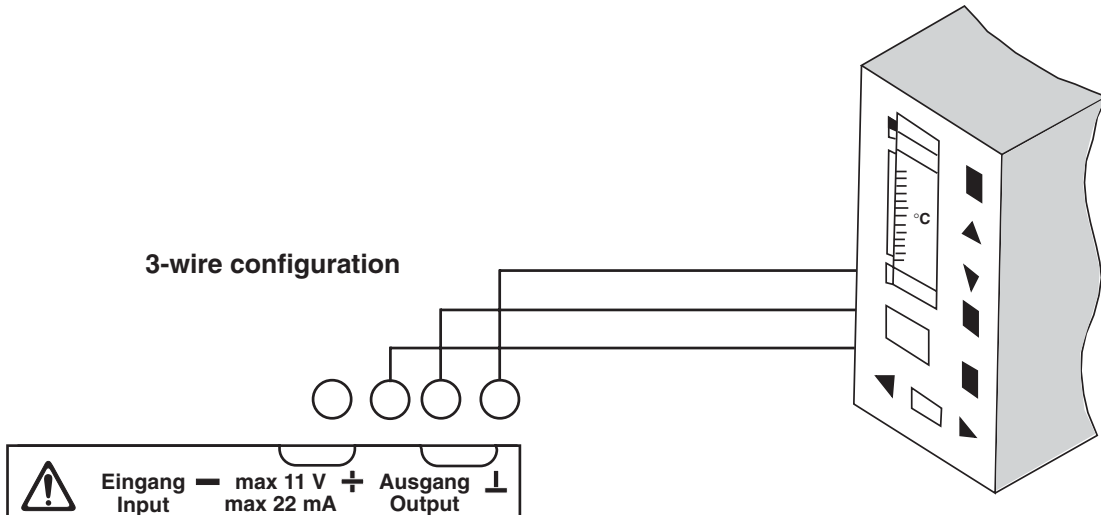 °C
3-wire configuration
Eingang − max 11 V + Ausgang ⊥
Input max 22 mA Output